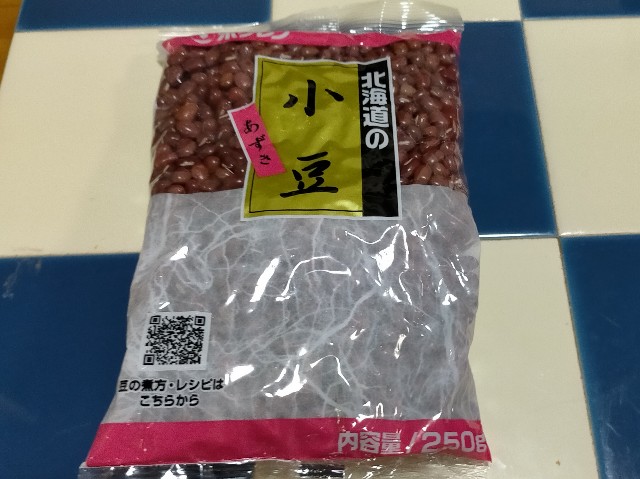 北海道の
小豆
あずき
豆の煮方・レシピは
こちらから
内容量/250g